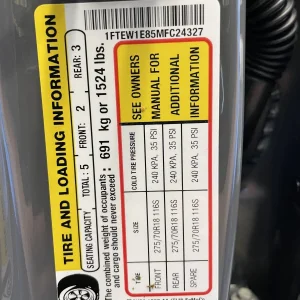 1FTEW1E85MFC24327
TIRE AND LOADING INFORMATION
SEATING CAPACITY TOTAL: 5 FRONT: 2 REAR: 3
The combined weight of occupants
and cargo should never exceed: 691 kg or 1524 lbs.
TIRE SIZE COLD TIRE PRESSURE
FRONT 275/70R18 116S 240 KPA, 35 PSI
REAR 275/70R18 116S 240 KPA, 35 PSI
SPARE 275/70R18 116S 240 KPA, 35 PSI
SEE OWNERS
MANUAL FOR
ADDITIONAL
INFORMATION